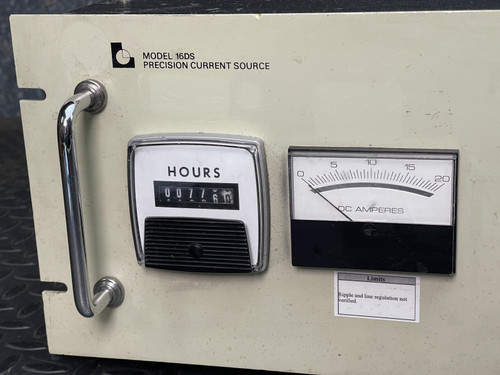 MODEL 16DS
PRECISION CURRENT SOURCE
HOURS
0 5 10 15 20
DC AMPERES
Limits
Ripple and line regulation not
verified.